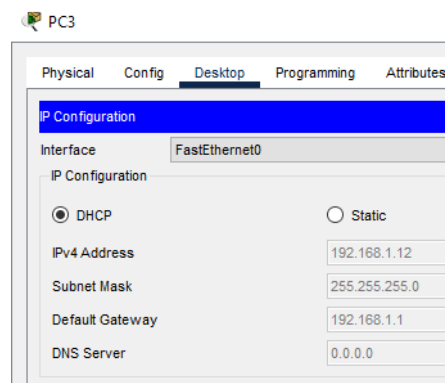 PC3
Physical Config Desktop Programming Attributes
IP Configuration
Interface FastEthernet0
IP Configuration
DHCP Static
IPv4 Address 192.168.1.12
Subnet Mask 255.255.255.0
Default Gateway 192.168.1.1
DNS Server 0.0.0.0